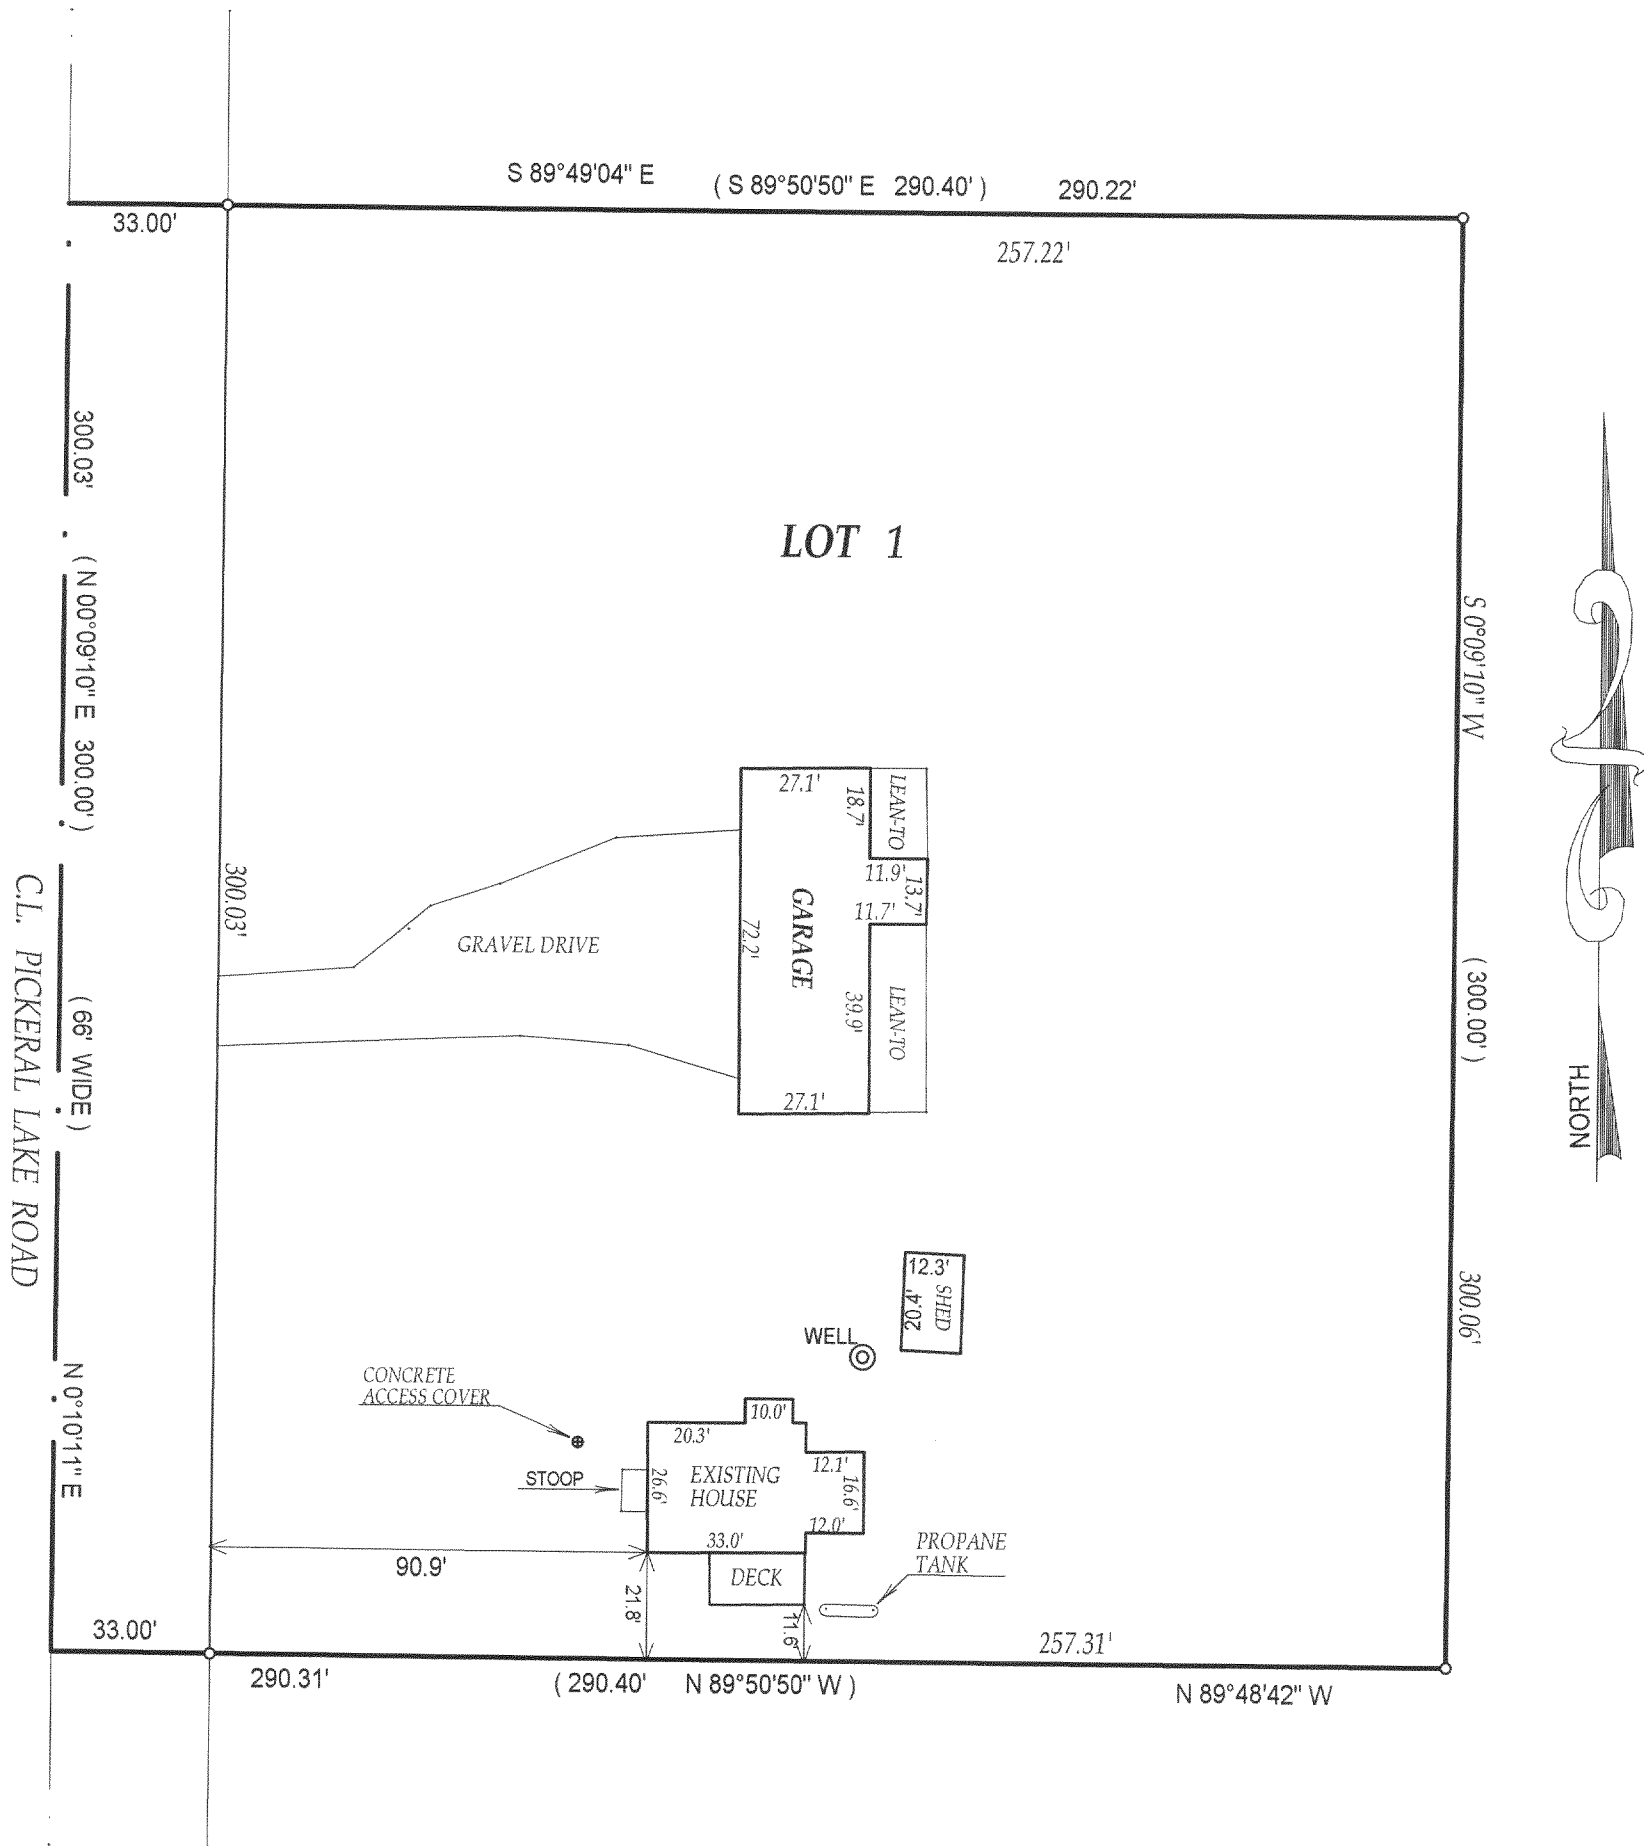 S 89°49'04" E
( S 89°50'50" E 290.40' )
290.22'
33.00'
257.22'
300.03'
( N 00°09'10" E 300.00' )
( 66' WIDE )
N 0°10'11" E
C.L. PICKERAL LAKE ROAD
300.03'
LOT 1
S 0°09'10" W
( 300.00' )
300.06'
NORTH
27.1'
18.7'
LEAN-TO
11.9'
13.7'
11.7'
GARAGE
72.2'
39.9'
LEAN-TO
27.1'
GRAVEL DRIVE
12.3'
20.4'
SHED
WELL
CONCRETE
ACCESS COVER
10.0'
20.3'
12.1'
16.6'
STOOP
26.6'
EXISTING
HOUSE
12.0'
33.0'
PROPANE
TANK
DECK
90.9'
21.8'
11.6'
33.00'
257.31'
290.31'
( 290.40' N 89°50'50" W )
N 89°48'42" W